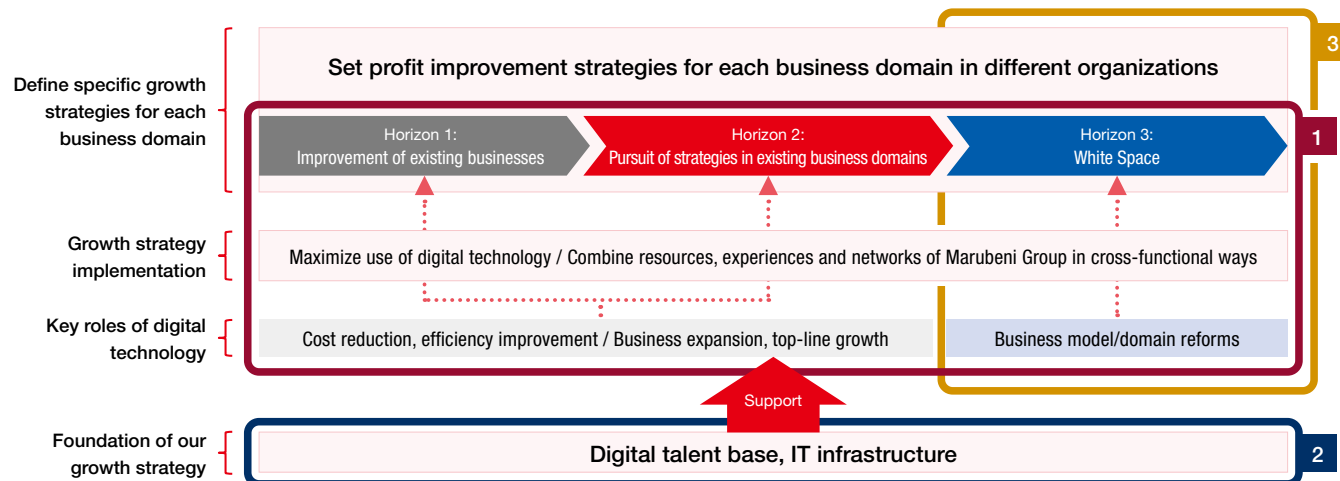 3
Set profit improvement strategies for each business domain in different organizations
Define specific growth
strategies for each
business domain
1
Horizon 1:
Improvement of existing businesses
Horizon 2:
Pursuit of strategies in existing business domains
Horizon 3:
White Space
Growth strategy
implementation
Maximize use of digital technology / Combine resources, experiences and networks of Marubeni Group in cross-functional ways
Key roles of digital
technology
Cost reduction, efficiency improvement / Business expansion, top-line growth
Business model/domain reforms
Support
Foundation of our
growth strategy
Digital talent base, IT infrastructure
2